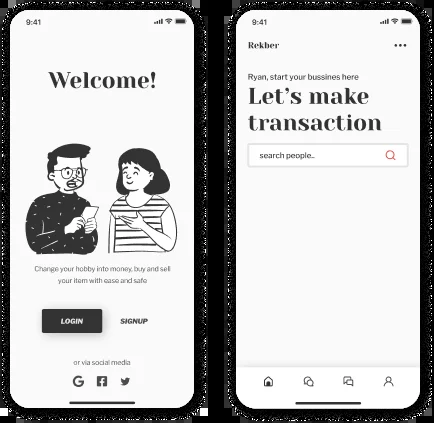 9:41
Welcome!
Change your hobby into money, buy and sell
your item with ease and safe
LOGIN SIGNUP
or via social media
9:41
Rekber
Ryan, start your bussines here
Let's make
transaction
search people..